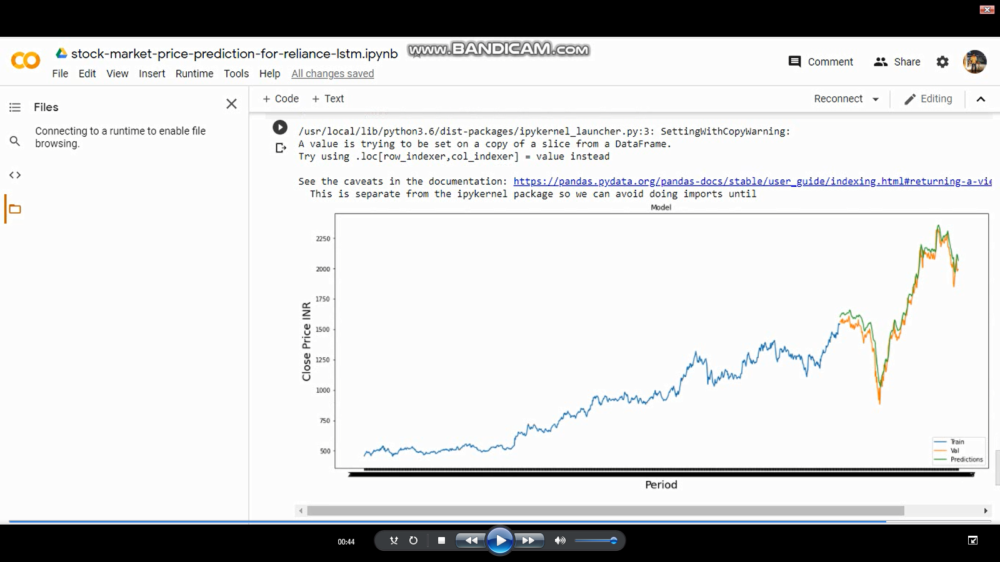 www.BANDICAM.com
stock-market-price-prediction-for-reliance-lstm.ipynb
File Edit View Insert Runtime Tools Help All changes saved
Comment Share
Files
Connecting to a runtime to enable file
browsing.
+ Code + Text
Reconnect Editing
/usr/local/lib/python3.6/dist-packages/ipykernel_launcher.py:3: SettingWithCopyWarning:
A value is trying to be set on a copy of a slice from a DataFrame.
Try using .loc[row_indexer,col_indexer] = value instead
See the caveats in the documentation: https://pandas.pydata.org/pandas-docs/stable/user_guide/indexing.html#returning-a-vie
This is separate from the ipykernel package so we can avoid doing imports until
Model
Close Price INR
2250
2000
1750
1500
1250
1000
750
500
Train
Val
Predictions
Period
00:44